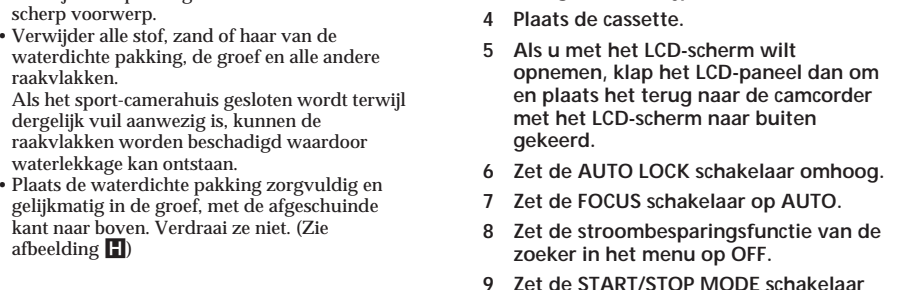 scherp voorwerp.
• Verwijder alle stof, zand of haar van de
waterdichte pakking, de groef en alle andere
raakvlakken.
Als het sport-camerahuis gesloten wordt terwijl
dergelijk vuil aanwezig is, kunnen de
raakvlakken worden beschadigd waardoor
waterlekkage kan ontstaan.
• Plaats de waterdichte pakking zorgvuldig en
gelijkmatig in de groef, met de afgeschuinde
kant naar boven. Verdraai ze niet. (Zie
afbeelding H)
4 Plaats de cassette.
5 Als u met het LCD-scherm wilt
opnemen, klap het LCD-paneel dan om
en plaats het terug naar de camcorder
met het LCD-scherm naar buiten
gekeerd.
6 Zet de AUTO LOCK schakelaar omhoog.
7 Zet de FOCUS schakelaar op AUTO.
8 Zet de stroombesparingsfunctie van de
zoeker in het menu op OFF.
9 Zet de START/STOP MODE schakelaar